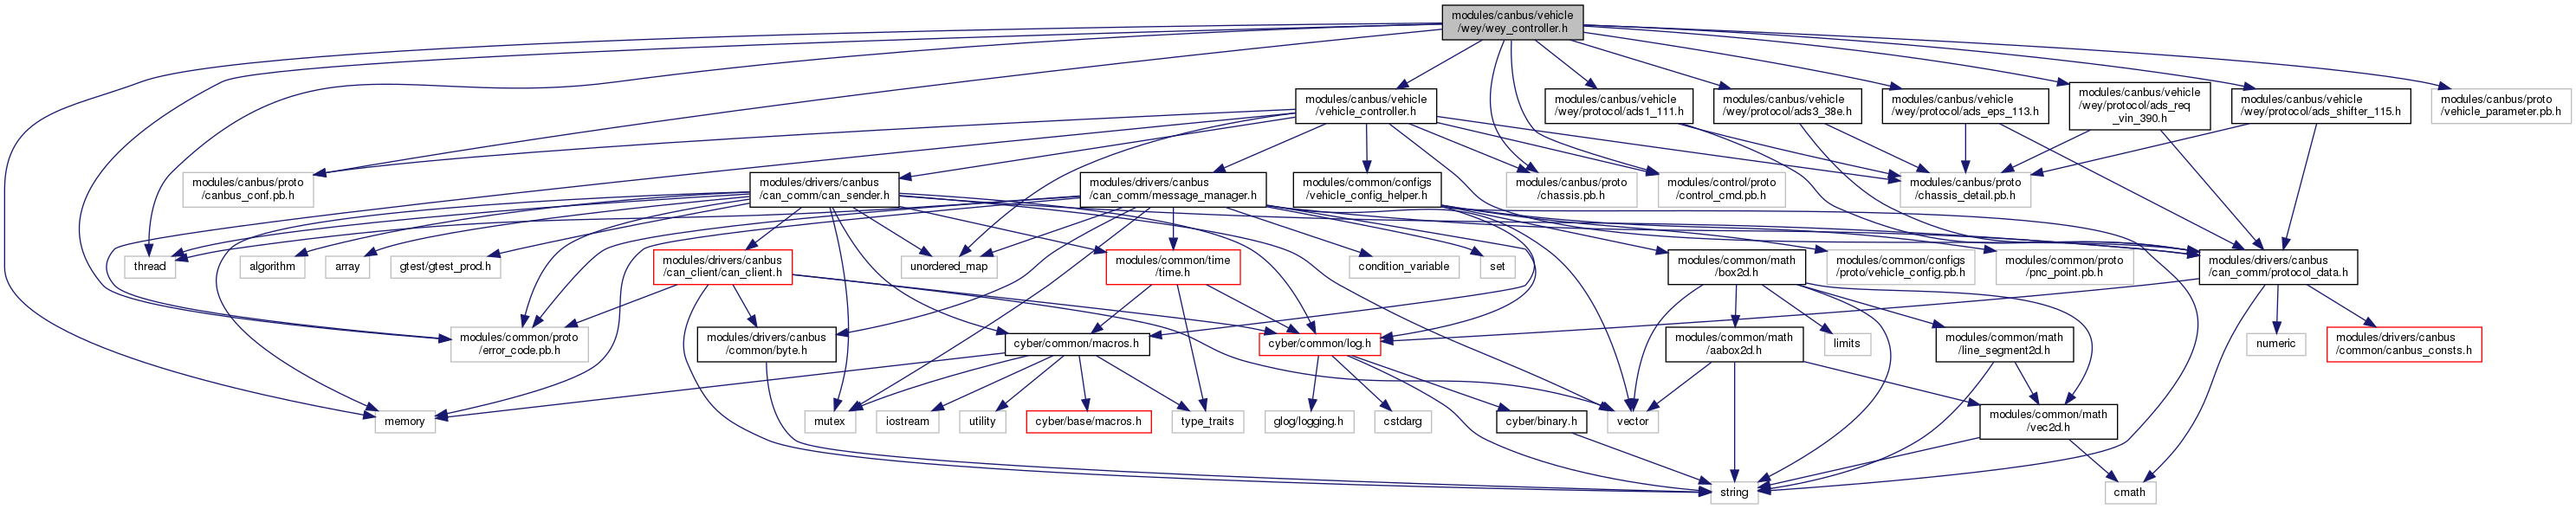 modules/canbus/vehicle
/wey/wey_controller.h
modules/canbus/vehicle
/vehicle_controller.h
modules/canbus/vehicle
/wey/protocol/ads1_111.h
modules/canbus/vehicle
/wey/protocol/ads3_38e.h
modules/canbus/vehicle
/wey/protocol/ads_eps_113.h
modules/canbus/vehicle
/wey/protocol/ads_req
_vin_390.h
modules/canbus/vehicle
/wey/protocol/ads_shifter_115.h
modules/canbus/proto
/vehicle_parameter.pb.h
modules/canbus/proto
/canbus_conf.pb.h
modules/drivers/canbus
/can_comm/can_sender.h
modules/drivers/canbus
/can_comm/message_manager.h
modules/common/configs
/vehicle_config_helper.h
modules/canbus/proto
/chassis.pb.h
modules/control/proto
/control_cmd.pb.h
modules/canbus/proto
/chassis_detail.pb.h
thread
algorithm
array
gtest/gtest_prod.h
modules/drivers/canbus
/can_client/can_client.h
unordered_map
modules/common/time
/time.h
condition_variable
set
modules/common/math
/box2d.h
modules/common/configs
/proto/vehicle_config.pb.h
modules/common/proto
/pnc_point.pb.h
modules/drivers/canbus
/can_comm/protocol_data.h
modules/common/proto
/error_code.pb.h
modules/drivers/canbus
/common/byte.h
cyber/common/macros.h
cyber/common/log.h
modules/common/math
/aabox2d.h
limits
modules/common/math
/line_segment2d.h
numeric
modules/drivers/canbus
/common/canbus_consts.h
memory
mutex
iostream
utility
cyber/base/macros.h
type_traits
glog/logging.h
cstdarg
cyber/binary.h
vector
modules/common/math
/vec2d.h
string
cmath